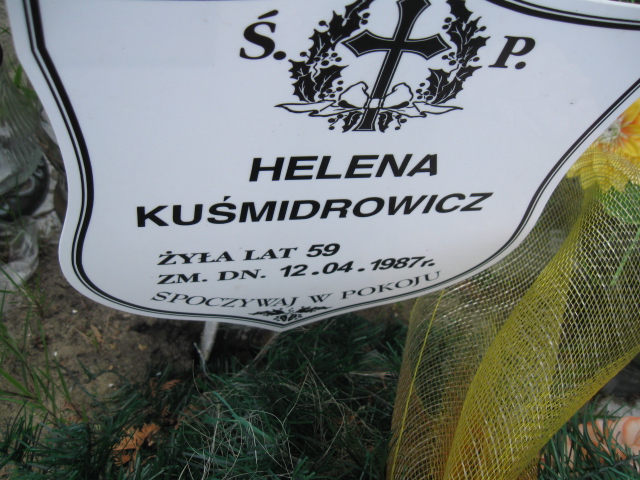 Ś. P.
HELENA
KUŚMIDROWICZ
ŻYŁA LAT 59
ZM. DN. 12.04.1987r.
SPOCZYWAJ W POKOJU